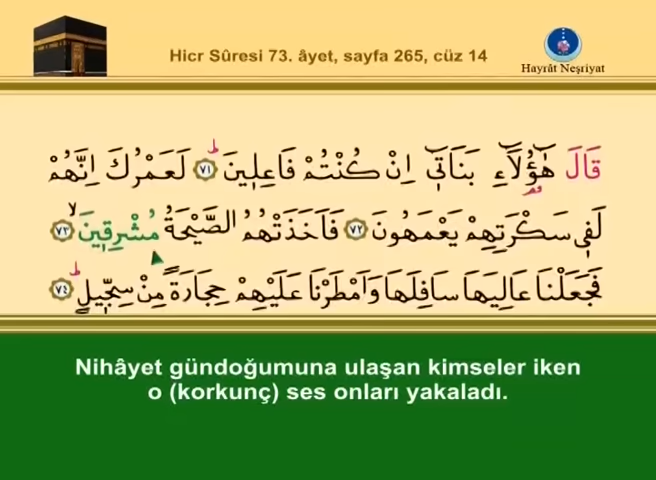 Hicr Sûresi 73. âyet, sayfa 265, cüz 14
Hayrât Neşriyat
قَالَ هٰٓؤُ۬لَٓاءِ بَنَات۪ٓي اِنْ كُنْتُمْ فَاعِل۪ينَۜ ﴿٧١﴾ لَعَمْرُكَ اِنَّهُمْ
لَف۪ي سَكْرَتِهِمْ يَعْمَهُونَ ﴿٧٢﴾ فَاَخَذَتْهُمُ الصَّيْحَةُ مُشْرِق۪ينَۙ ﴿٧٣﴾
فَجَعَلْنَا عَالِيَهَا سَافِلَهَا وَاَمْطَرْنَا عَلَيْهِمْ حِجَارَةً مِنْ سِجّ۪يلٍۜ ﴿٧٤﴾
Nihâyet gündoğumuna ulaşan kimseler iken
o (korkunç) ses onları yakaladı.